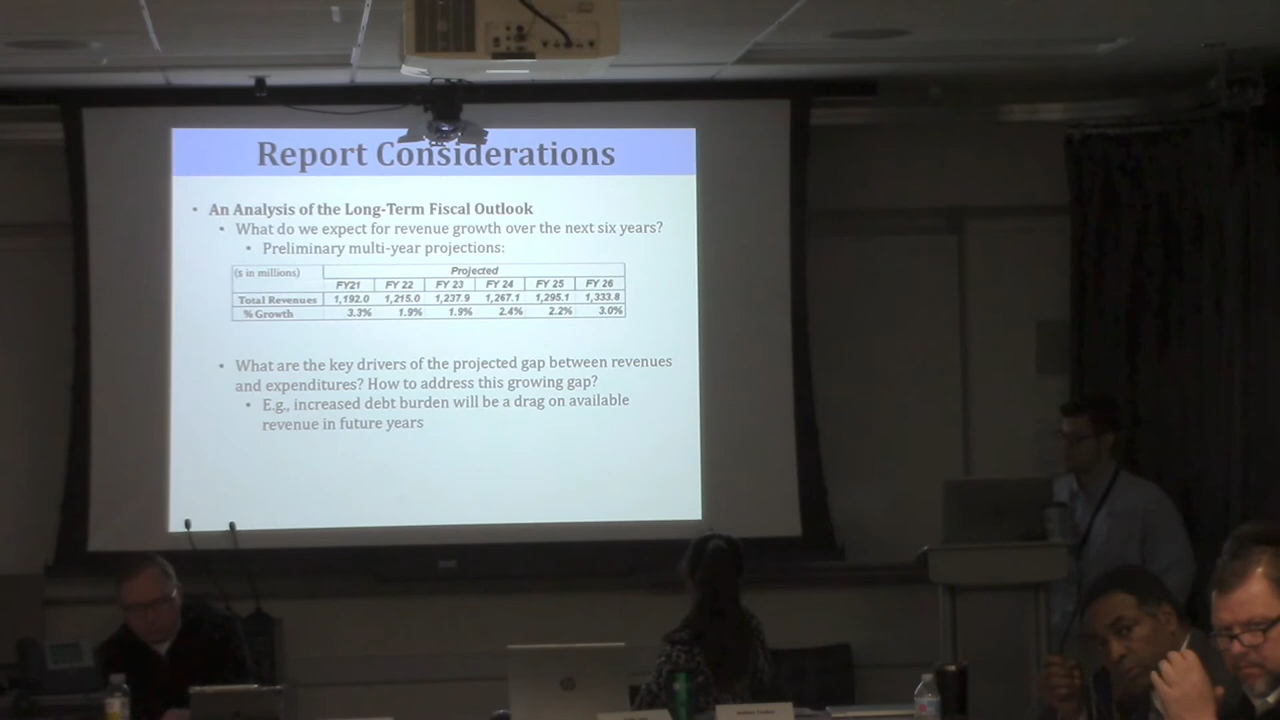 Report Considerations
• An Analysis of the Long-Term Fiscal Outlook
• What do we expect for revenue growth over the next six years?
• Preliminary multi-year projections:
($ in millions) Projected
FY21 FY 22 FY 23 FY 24 FY 25 FY 26
Total Revenues 1,192.0 1,215.0 1,237.9 1,267.1 1,295.1 1,333.8
% Growth 3.3% 1.9% 1.9% 2.4% 2.2% 3.0%
• What are the key drivers of the projected gap between revenues
and expenditures? How to address this growing gap?
• E.g., increased debt burden will be a drag on available
revenue in future years
hp